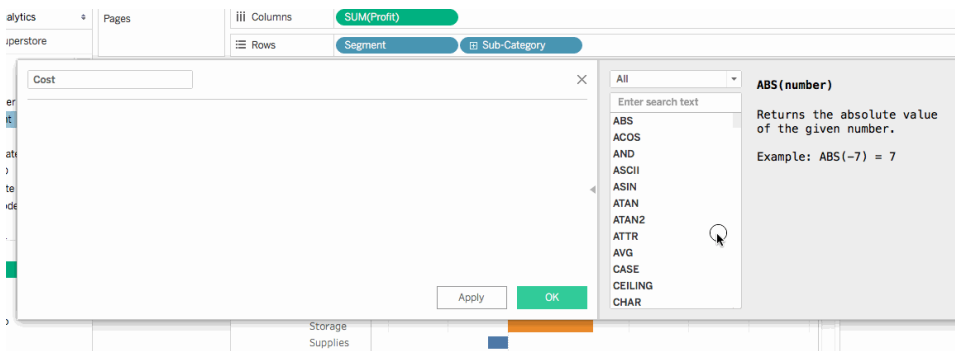 alytics
Pages
iii Columns
SUM(Profit)
uperstore
Rows
Segment
Sub-Category
Cost
All
Enter search text
ABS
ACOS
AND
ASCII
ASIN
ATAN
ATAN2
ATTR
AVG
CASE
CEILING
CHAR
ABS(number)
Returns the absolute value
of the given number.
Example: ABS(-7) = 7
Apply
OK
Storage
Supplies